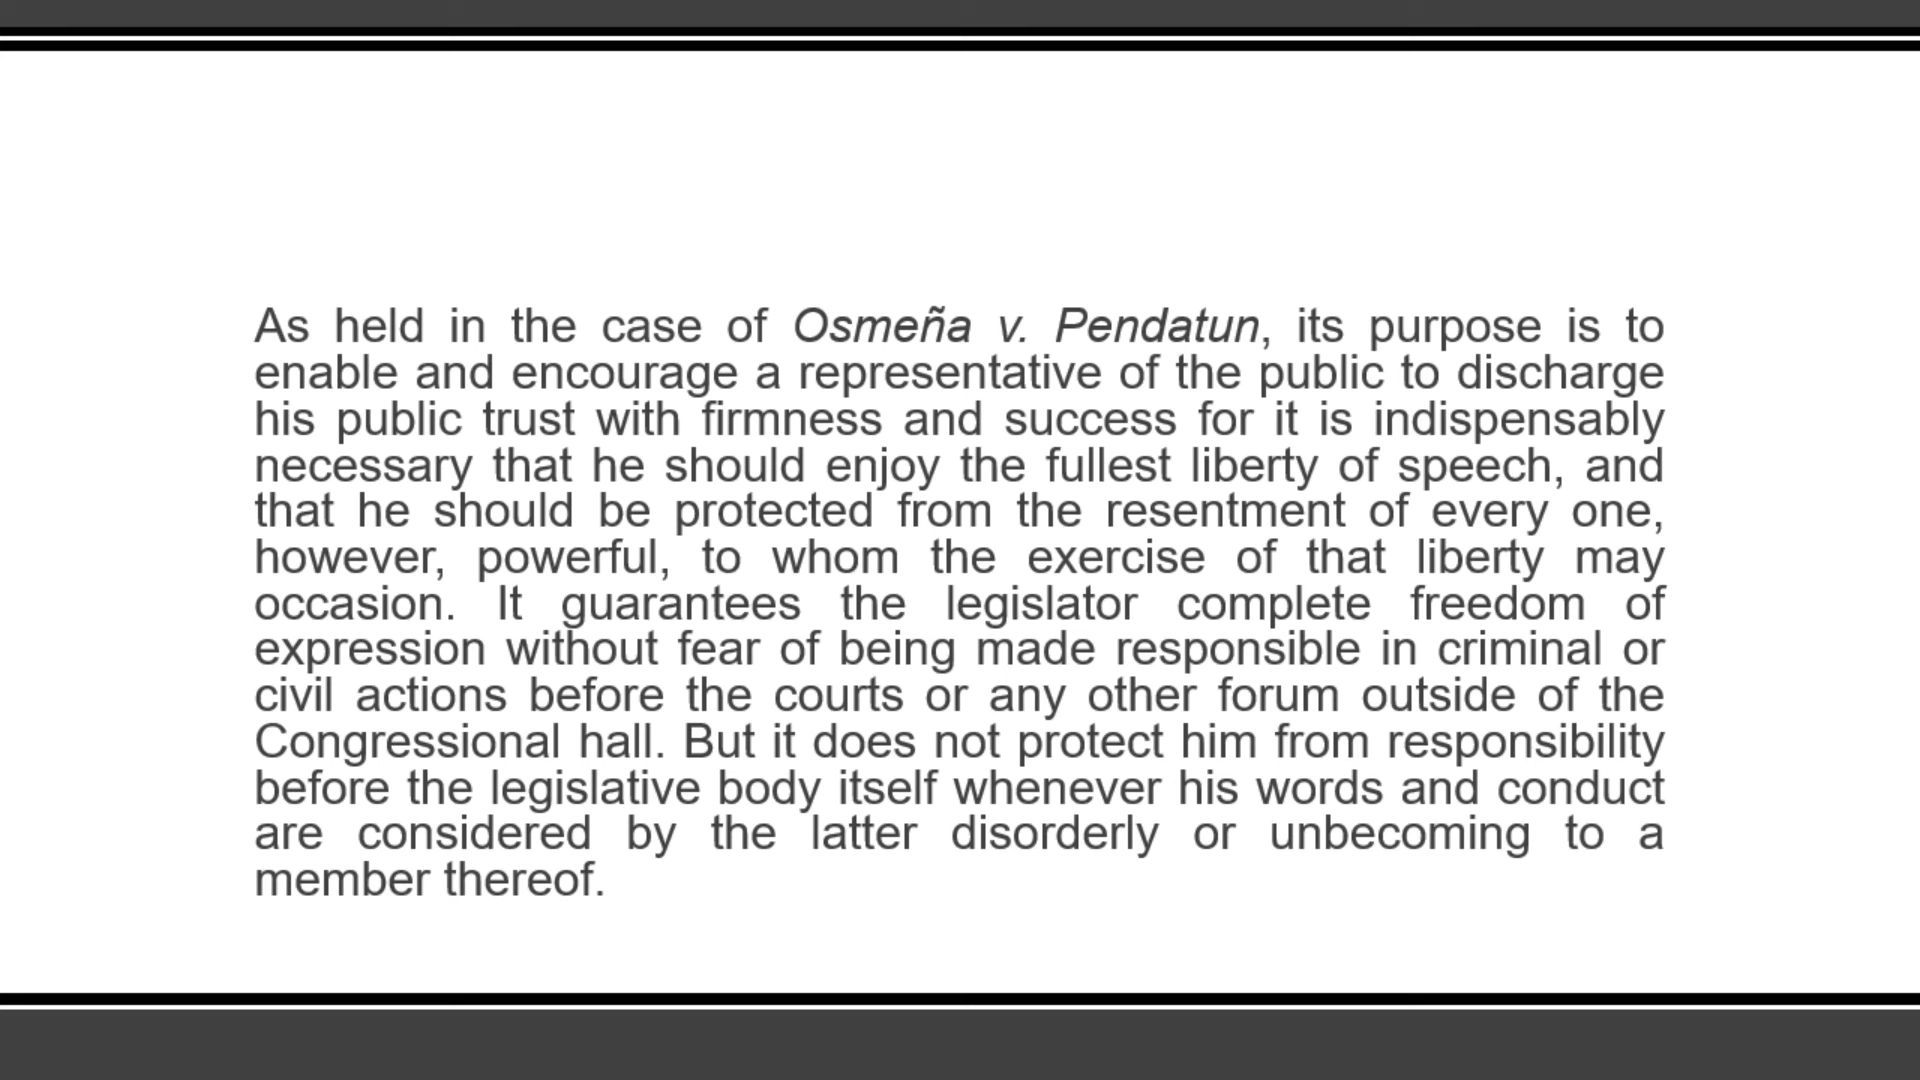 As held in the case of Osmeña v. Pendatun, its purpose is to
enable and encourage a representative of the public to discharge
his public trust with firmness and success for it is indispensably
necessary that he should enjoy the fullest liberty of speech, and
that he should be protected from the resentment of every one,
however, powerful, to whom the exercise of that liberty may
occasion. It guarantees the legislator complete freedom of
expression without fear of being made responsible in criminal or
civil actions before the courts or any other forum outside of the
Congressional hall. But it does not protect him from responsibility
before the legislative body itself whenever his words and conduct
are considered by the latter disorderly or unbecoming to a
member thereof.